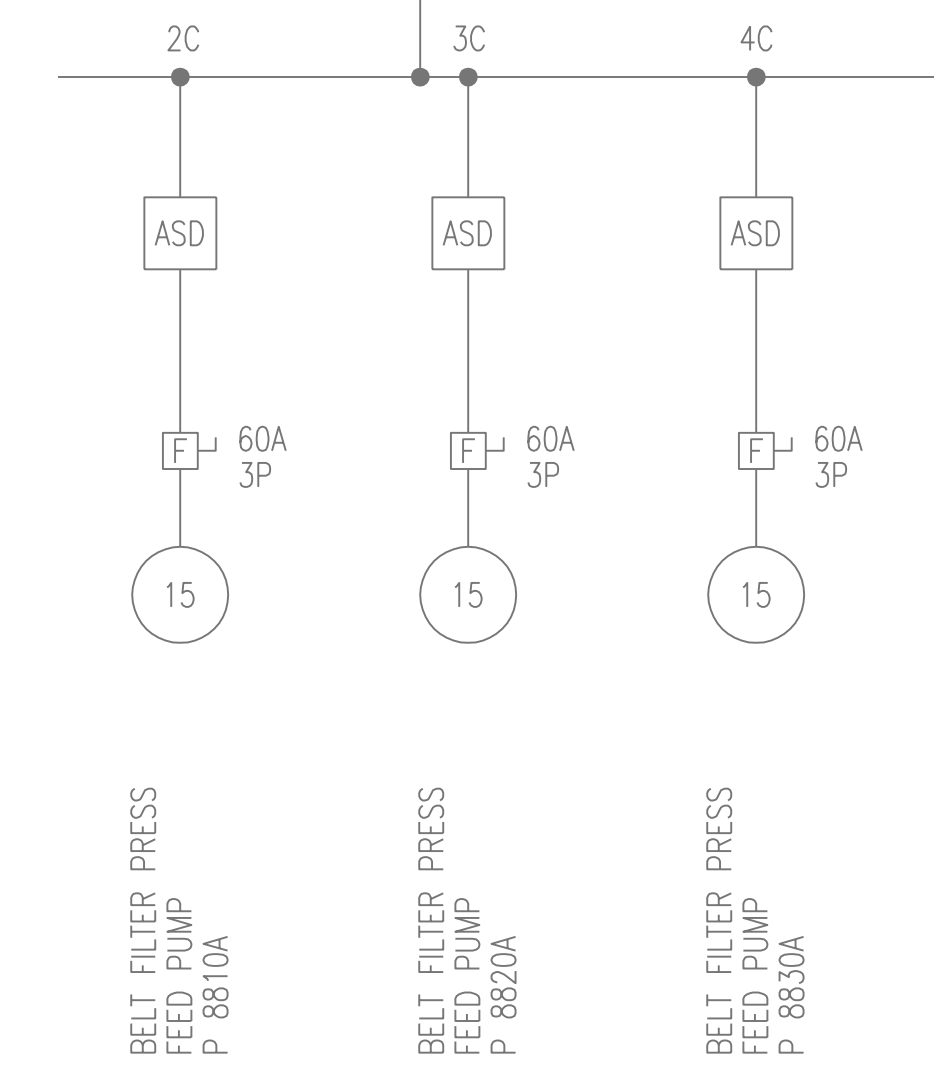 2C
3C
4C
ASD
ASD
ASD
F
60A
3P
F
60A
3P
F
60A
3P
15
15
15
BELT FILTER PRESS
FEED PUMP
P 8810A
BELT FILTER PRESS
FEED PUMP
P 8820A
BELT FILTER PRESS
FEED PUMP
P 8830A